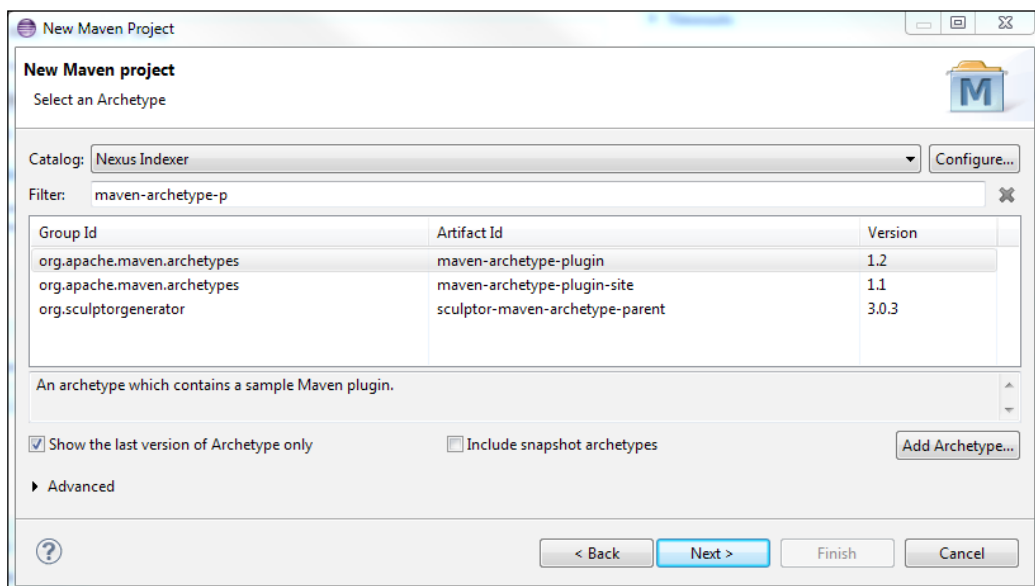 New Maven Project
New Maven project
Select an Archetype
M
Catalog: Nexus Indexer Configure...
Filter: maven-archetype-p
Group Id Artifact Id Version
org.apache.maven.archetypes maven-archetype-plugin 1.2
org.apache.maven.archetypes maven-archetype-plugin-site 1.1
org.sculptorgenerator sculptor-maven-archetype-parent 3.0.3
An archetype which contains a sample Maven plugin.
Show the last version of Archetype only Include snapshot archetypes Add Archetype...
Advanced
? < Back Next > Finish Cancel